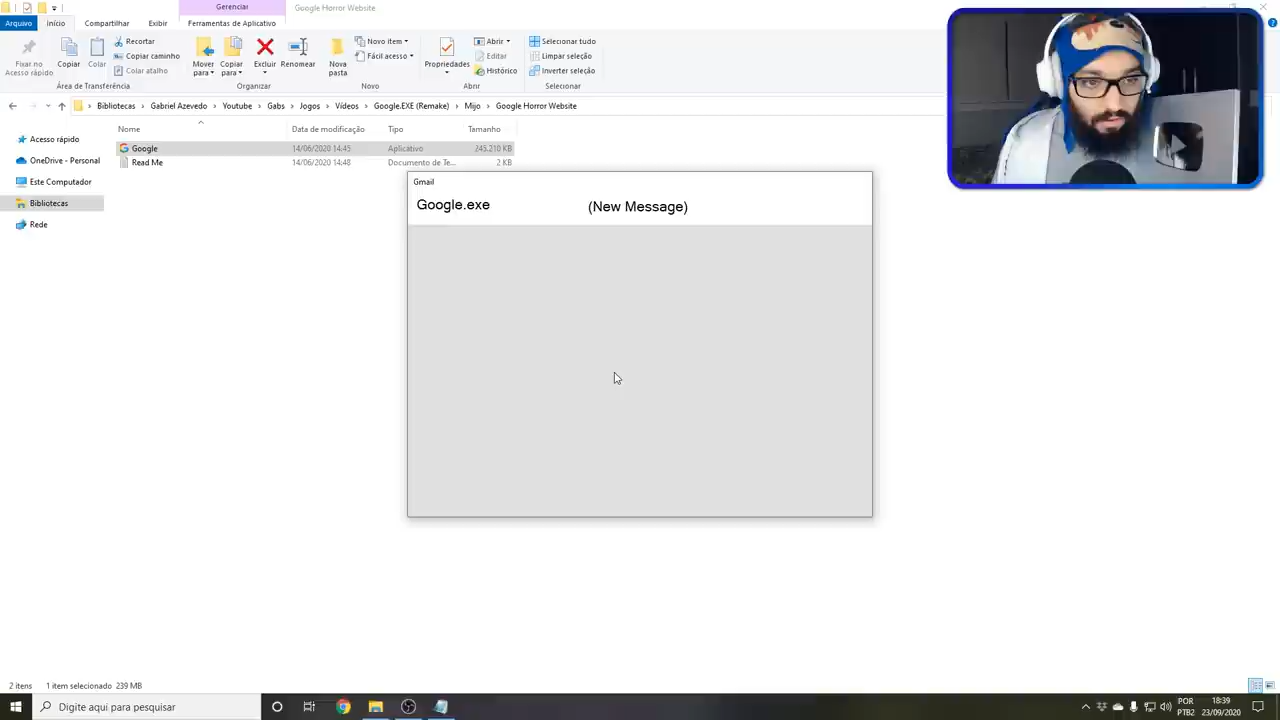 Gerenciar
Google Horror Website
Arquivo
Início
Compartilhar
Exibir
Ferramentas de Aplicativo
Fixar no
Acesso rápido
Copiar
Colar
Recortar
Copiar caminho
Colar atalho
Mover
para
Copiar
para
Excluir
Renomear
Nova
pasta
Novo item
Fácil acesso
Propriedades
Abrir
Editar
Histórico
Selecionar tudo
Limpar seleção
Inverter seleção
Área de Transferência
Organizar
Novo
Abrir
Selecionar
Bibliotecas > Gabriel Azevedo > Youtube > Gabs > Jogos > Vídeos > Google.EXE (Remake) > Mijo > Google Horror Website
Nome
Data de modificação
Tipo
Tamanho
Acesso rápido
OneDrive - Personal
Este Computador
Bibliotecas
Rede
Google 14/06/2020 14:45 Aplicativo 245.210 KB
Read Me 14/06/2020 14:48 Documento de Te... 2 KB
Gmail
Google.exe
(New Message)
2 itens
1 item selecionado 239 MB
Digite aqui para pesquisar
POR
PTB2
18:39
23/09/2020